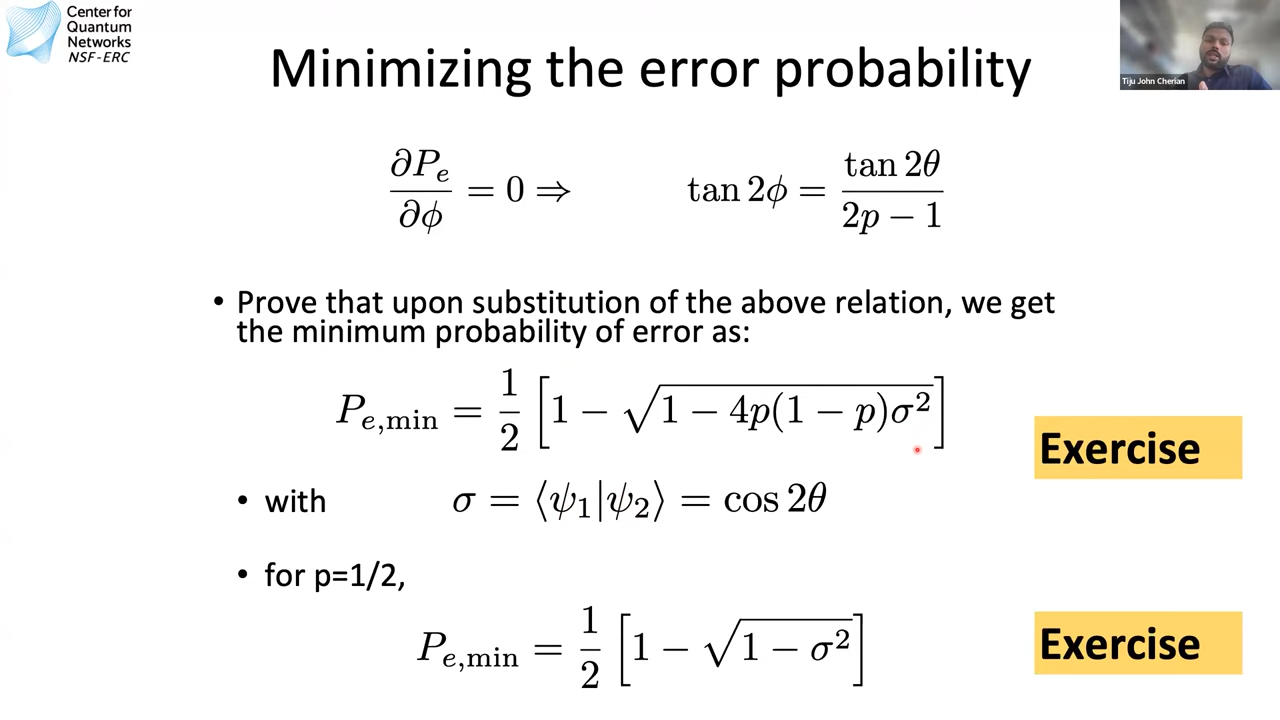 Center for
Quantum
Networks
NSF-ERC
Minimizing the error probability
Tiju John Cherian
∂Pₑ/∂ϕ = 0 ⇒ tan 2ϕ = tan 2θ / (2p − 1)
• Prove that upon substitution of the above relation, we get
the minimum probability of error as:
Pₑ,min = 1/2 [1 − √(1 − 4p(1 − p)σ²)]
Exercise
• with σ = ⟨ψ₁|ψ₂⟩ = cos 2θ
• for p=1/2,
Pₑ,min = 1/2 [1 − √(1 − σ²)]
Exercise